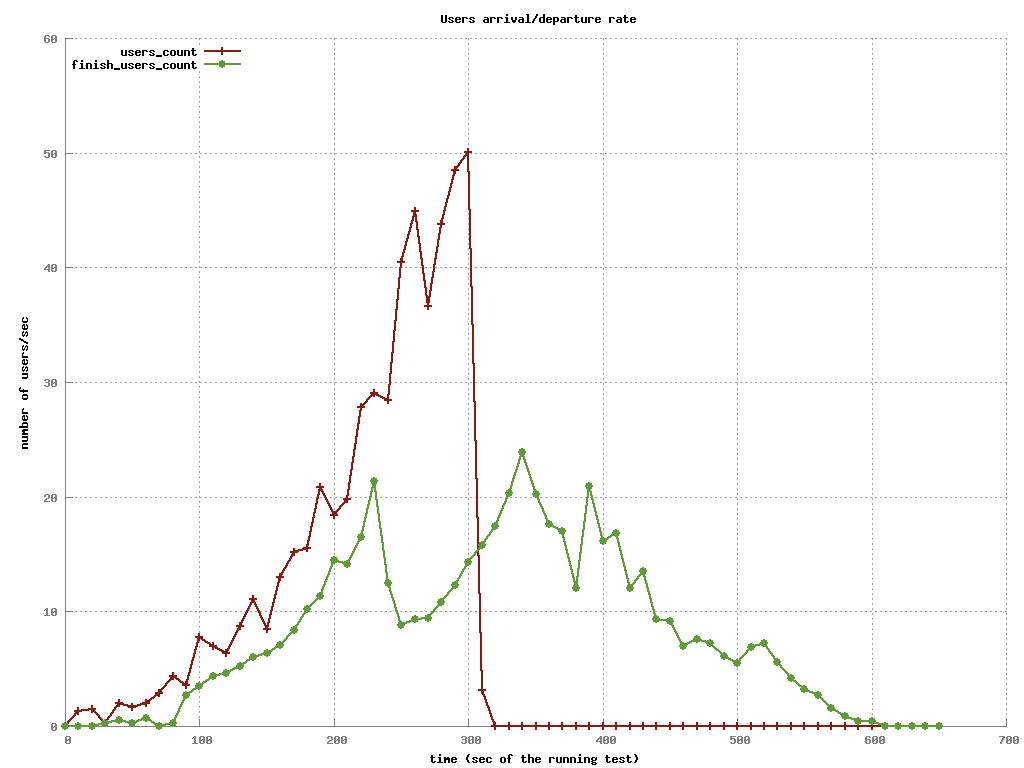 Users arrival/departure rate
users_count
finish_users_count
60
50
40
30
20
10
0
number of users/sec
0 100 200 300 400 500 600 700
time (sec of the running test)